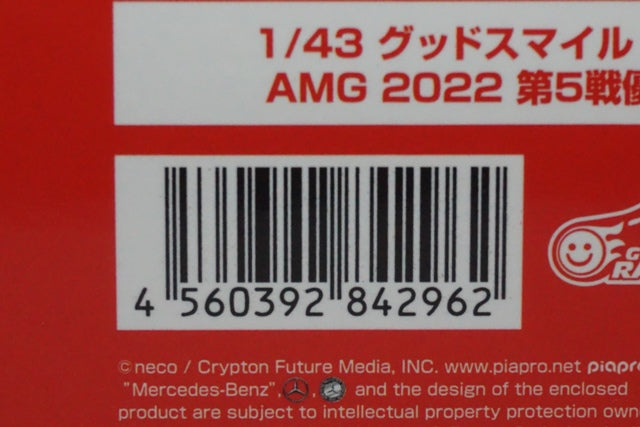 1/43 グッドスマイル
AMG 2022 第5戦優
4 560392 842962
©neco / Crypton Future Media, INC. www.piapro.net piapro
"Mercedes-Benz", and the design of the enclosed
product are subject to intellectual property protection owne